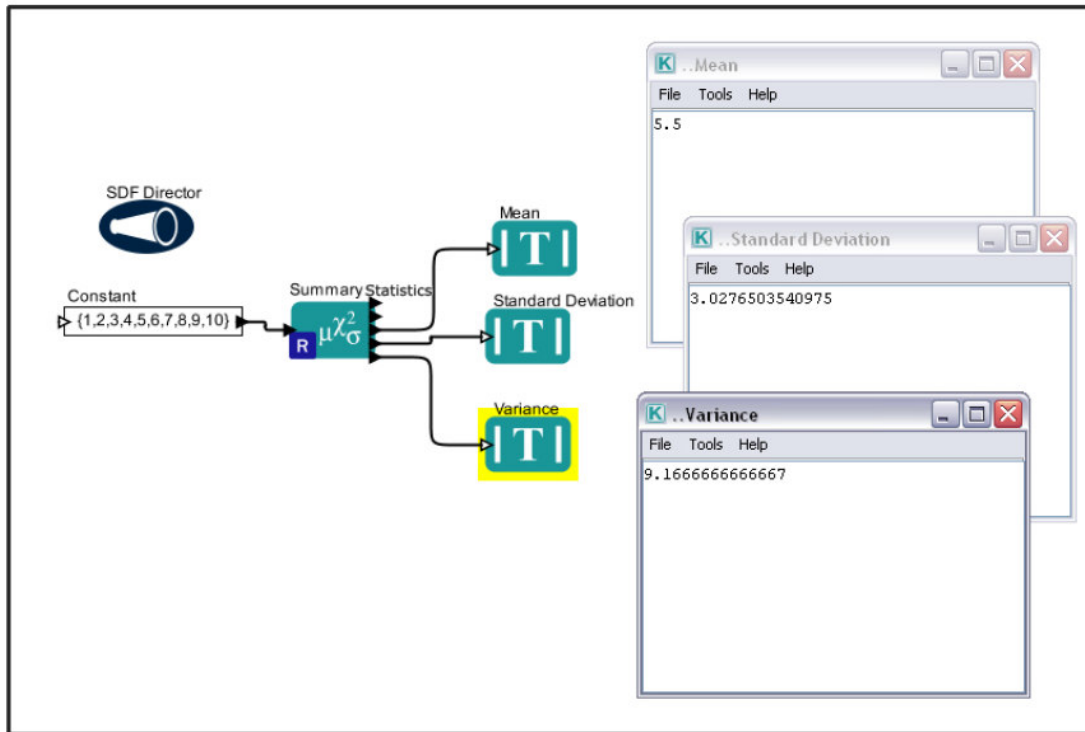 SDF Director
Constant
{1,2,3,4,5,6,7,8,9,10}
Summary Statistics
R
μχ²σ
Mean
T
Standard Deviation
T
Variance
T
K ..Mean
File Tools Help
5.5
K ..Standard Deviation
File Tools Help
3.0276503540975
K ..Variance
File Tools Help
9.1666666666667